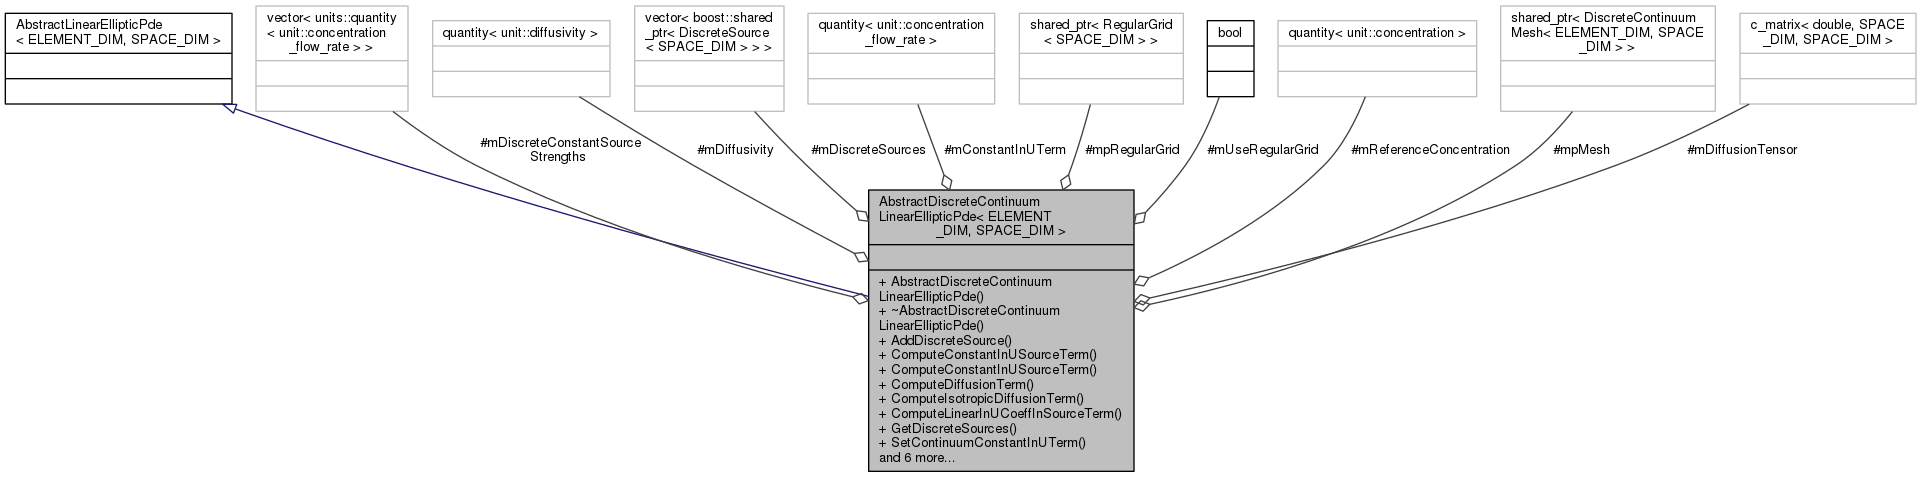 AbstractLinearEllipticPde
< ELEMENT_DIM, SPACE_DIM >
vector< units::quantity
< unit::concentration
_flow_rate > >
quantity< unit::diffusivity >
vector< boost::shared
_ptr< DiscreteSource
< SPACE_DIM > > >
quantity< unit::concentration
_flow_rate >
shared_ptr< RegularGrid
< SPACE_DIM > >
bool
quantity< unit::concentration >
shared_ptr< DiscreteContinuum
Mesh< ELEMENT_DIM, SPACE
_DIM > >
c_matrix< double, SPACE
_DIM, SPACE_DIM >
#mDiscreteConstantSource
Strengths
#mDiffusivity
#mDiscreteSources
#mConstantInUTerm
#mpRegularGrid
#mUseRegularGrid
#mReferenceConcentration
#mpMesh
#mDiffusionTensor
AbstractDiscreteContinuum
LinearEllipticPde< ELEMENT
_DIM, SPACE_DIM >
+ AbstractDiscreteContinuum
LinearEllipticPde()
+ ~AbstractDiscreteContinuum
LinearEllipticPde()
+ AddDiscreteSource()
+ ComputeConstantInUSourceTerm()
+ ComputeConstantInUSourceTerm()
+ ComputeDiffusionTerm()
+ ComputeIsotropicDiffusionTerm()
+ ComputeLinearInUCoeffInSourceTerm()
+ GetDiscreteSources()
+ SetContinuumConstantInUTerm()
and 6 more...